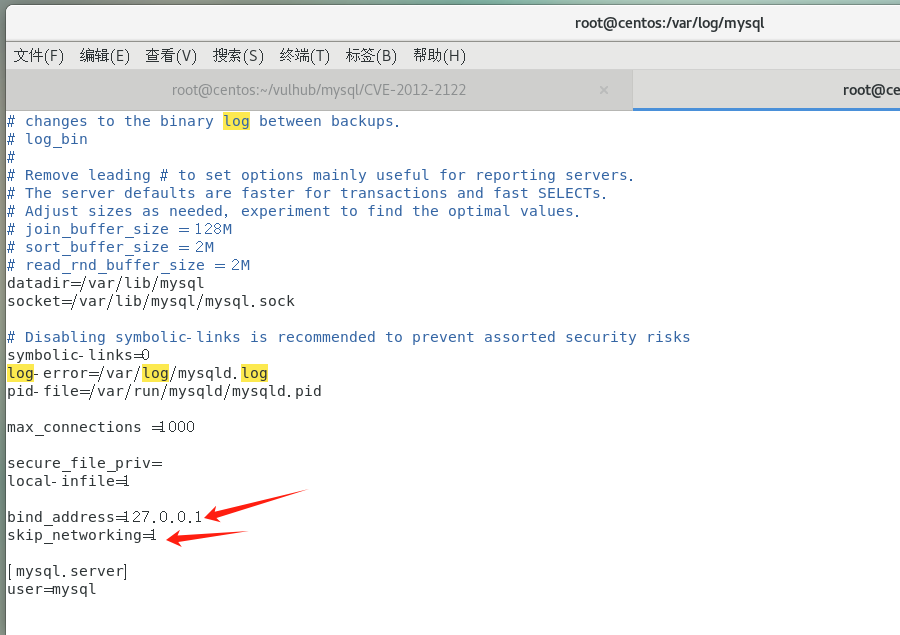 root@centos:/var/log/mysql
文件(F) 编辑(E) 查看(V) 搜索(S) 终端(T) 标签(B) 帮助(H)
root@centos:~/vulhub/mysql/CVE-2012-2122 × root@ce
# changes to the binary log between backups.
# log_bin
#
# Remove leading # to set options mainly useful for reporting servers.
# The server defaults are faster for transactions and fast SELECTs.
# Adjust sizes as needed, experiment to find the optimal values.
# join_buffer_size = 128M
# sort_buffer_size = 2M
# read_rnd_buffer_size = 2M
datadir=/var/lib/mysql
socket=/var/lib/mysql/mysql.sock
# Disabling symbolic-links is recommended to prevent assorted security risks
symbolic-links=0
log-error=/var/log/mysqld.log
pid-file=/var/run/mysqld/mysqld.pid
max_connections =1000
secure_file_priv=
local-infile=1
bind_address=127.0.0.1
skip_networking=1
[mysql.server]
user=mysql